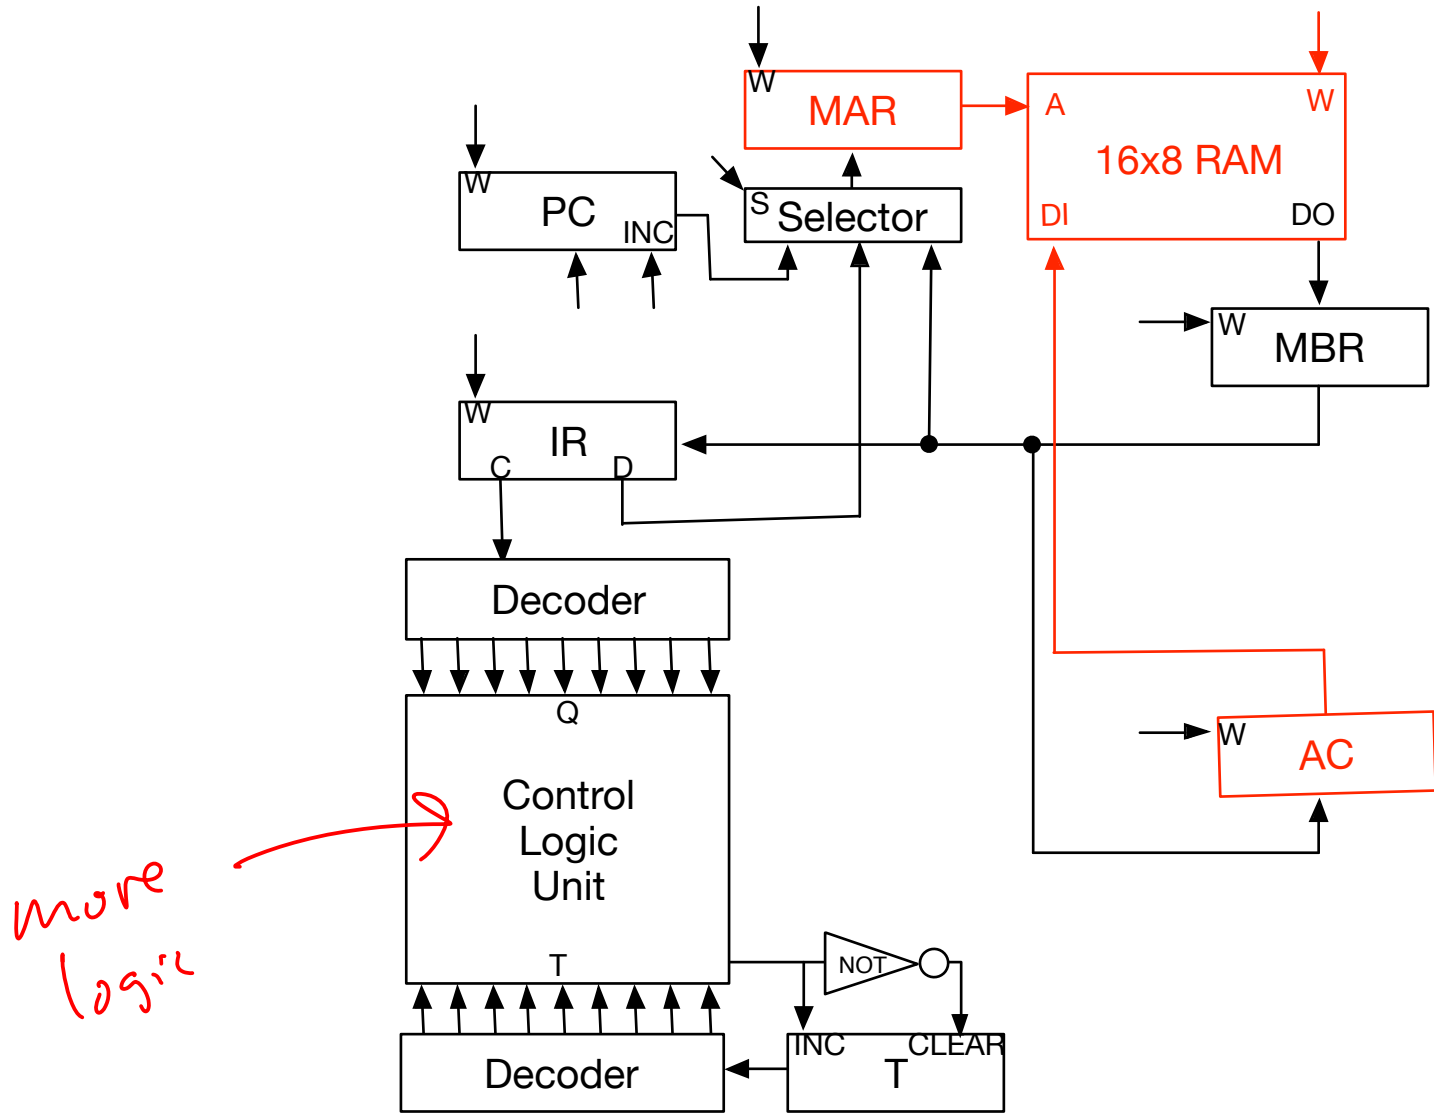 W
MAR
A
W
16x8 RAM
DI
DO
W
PC
INC
S
Selector
W
MBR
W
IR
C
D
Decoder
Q
Control
Logic
Unit
T
W
AC
more
logic
NOT
INC
CLEAR
T
Decoder